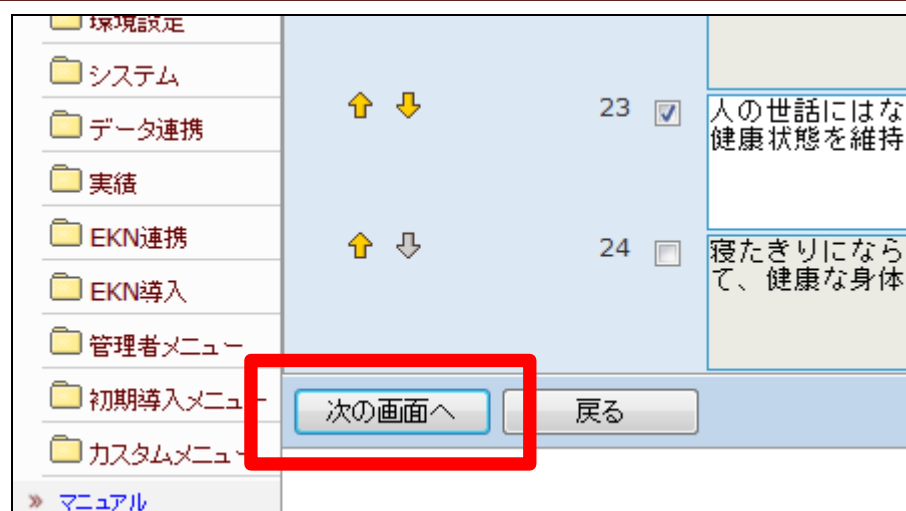 環境設定
システム
データ連携
実績
EKN連携
EKN導入
管理者メニュー
初期導入メニュー
カスタムメニュー
» マニュアル
23
人の世話にはな
健康状態を維持
24
寝たきりになら
て、健康な身体
次の画面へ
戻る